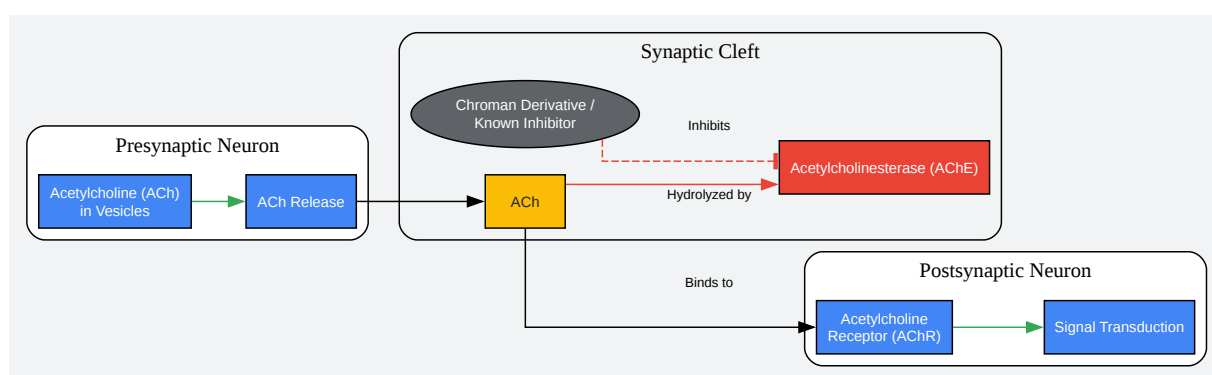 Synaptic Cleft
Chroman Derivative /
Known Inhibitor
Inhibits
Acetylcholinesterase (AChE)
Presynaptic Neuron
Acetylcholine (ACh)
in Vesicles
ACh Release
ACh
Hydrolyzed by
Binds to
Postsynaptic Neuron
Acetylcholine
Receptor (AChR)
Signal Transduction